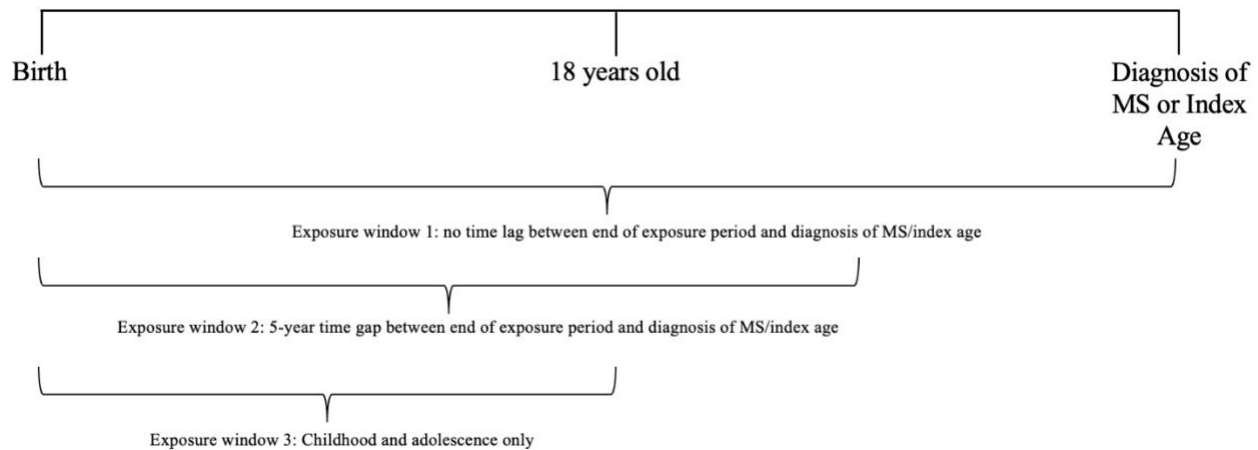 Birth
18 years old
Diagnosis of
MS or Index
Age
Exposure window 1: no time lag between end of exposure period and diagnosis of MS/index age
Exposure window 2: 5-year time gap between end of exposure period and diagnosis of MS/index age
Exposure window 3: Childhood and adolescence only